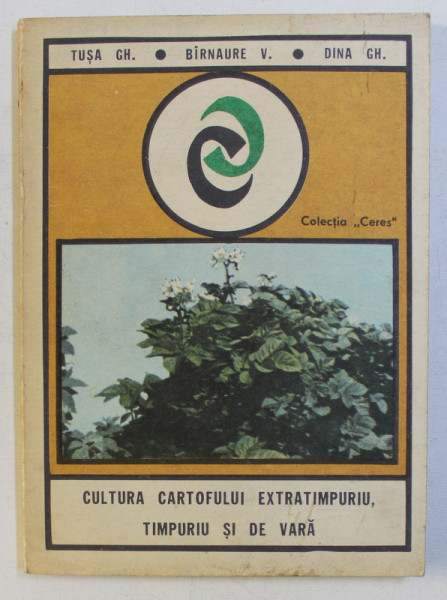 TUȘA GH. ● BÎRNAURE V. ● DINA GH.
Colecția „Ceres"
CULTURA CARTOFULUI EXTRATIMPURIU,
TIMPURIU ȘI DE VARĂ